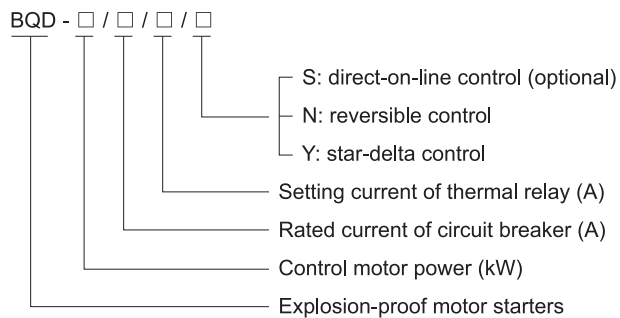 BQD - □ / □ / □ / □
S: direct-on-line control (optional)
N: reversible control
Y: star-delta control
Setting current of thermal relay (A)
Rated current of circuit breaker (A)
Control motor power (kW)
Explosion-proof motor starters